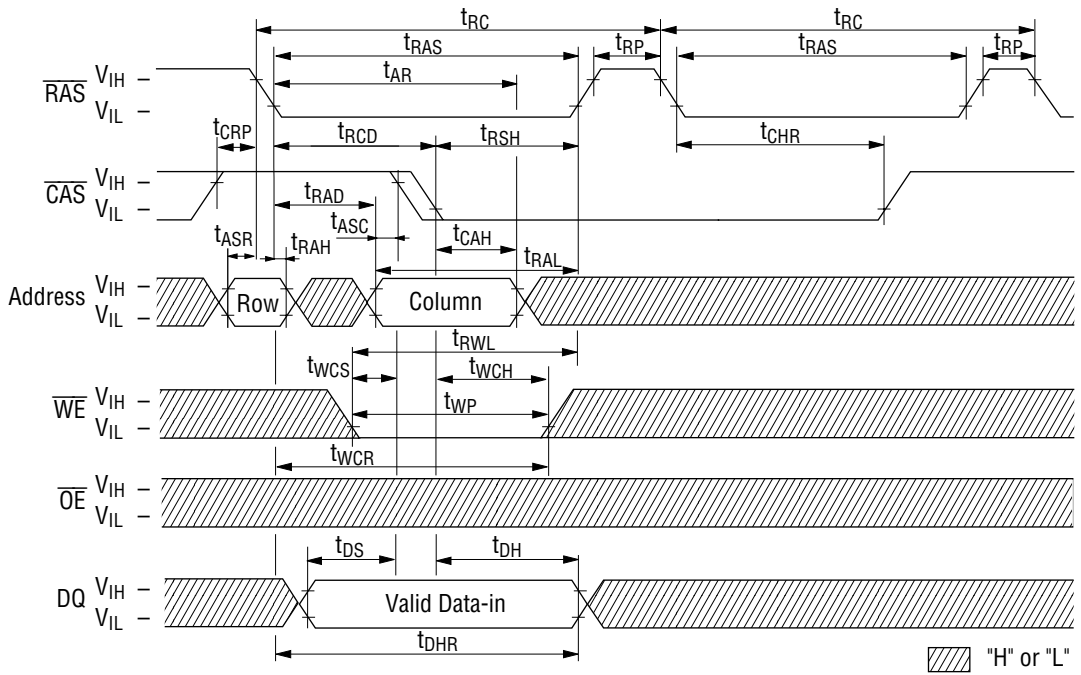 tRC tRC
tRAS tRP tRAS tRP
tAR
RAS VIH –
VIL –
tCRP tRCD tRSH tCHR
CAS VIH –
VIL –
tRAD
tASC
tASR tRAH tCAH
tRAL
Address VIH –
VIL –
Row Column
tRWL
tWCS tWCH
tWP
WE VIH –
VIL –
tWCR
OE VIH –
VIL –
tDS tDH
DQ VIH –
VIL –
Valid Data-in
tDHR
"H" or "L"